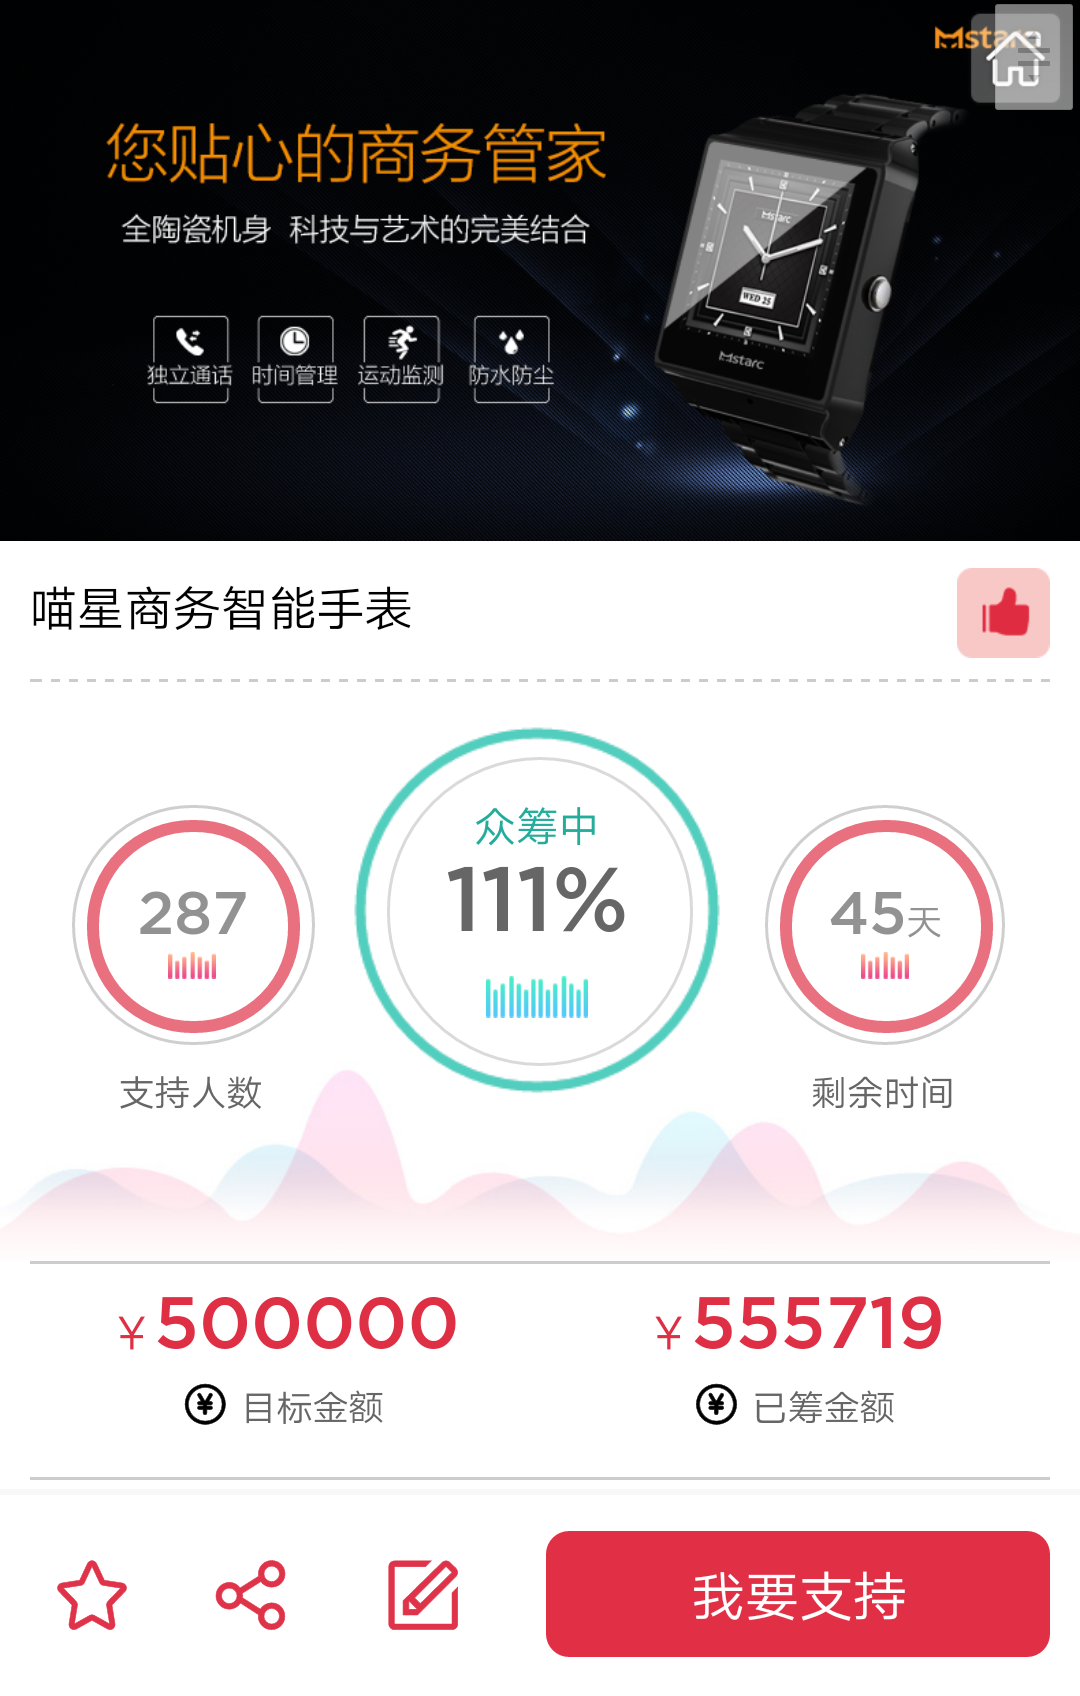 Mstarc
您贴心的商务管家
全陶瓷机身 科技与艺术的完美结合
独立通话 时间管理 运动监测 防水防尘
Mstarc
WED 25
Mstarc
喵星商务智能手表
众筹中
287 111% 45天
支持人数 剩余时间
¥500000 ¥555719
¥ 目标金额 ¥ 已筹金额
我要支持